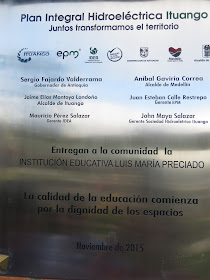 Plan Integral Hidroeléctrica Ituango
Juntos transformamos el territorio
ITUANGO
epm
IDEA
Sergio Fajardo Valderrama
Gobernador de Antioquia
Aníbal Gaviria Correa
Alcalde de Medellín
Jaime Elías Montoya Londoño
Alcalde de Ituango
Juan Esteban Calle Restrepo
Gerente EPM
Mauricio Pérez Salazar
Gerente IDEA
John Maya Salazar
Gerente Sociedad Hidroeléctrica Ituango
Entregan a la comunidad la
INSTITUCIÓN EDUCATIVA LUIS MARÍA PRECIADO
La calidad de la educación comienza
por la dignidad de los espacios
Noviembre de 2015